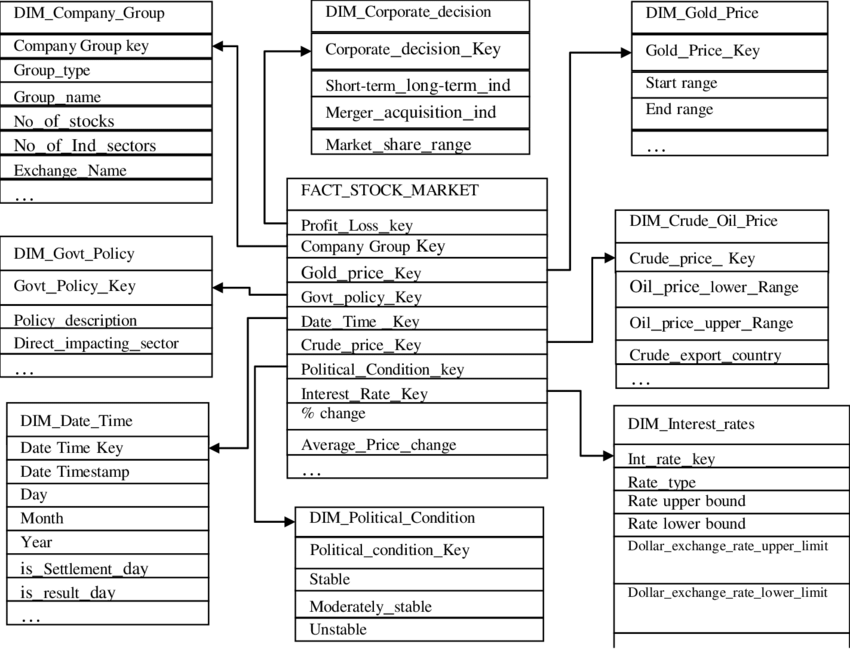 DIM_Company_Group
Company Group key
Group_type
Group_name
No_of_stocks
No_of_Ind_sectors
Exchange_Name
...
DIM_Corporate_decision
Corporate_decision_Key
Short-term_long-term_ind
Merger_acquisition_ind
Market_share_range
DIM_Gold_Price
Gold_Price_Key
Start range
End range
...
FACT_STOCK_MARKET
Profit_Loss_key
Company Group Key
Gold_price_Key
Govt_policy_Key
Date_Time _Key
Crude_price_Key
Political_Condition_key
Interest_Rate_Key
% change
Average_Price_change
...
DIM_Govt_Policy
Govt_Policy_Key
Policy_description
Direct_impacting_sector
...
DIM_Crude_Oil_Price
Crude_price_ Key
Oil_price_lower_Range
Oil_price_upper_Range
Crude_export_country
...
DIM_Date_Time
Date Time Key
Date Timestamp
Day
Month
Year
is_Settlement_day
is_result_day
...
DIM_Political_Condition
Political_condition_Key
Stable
Moderately_stable
Unstable
DIM_Interest_rates
Int_rate_key
Rate_type
Rate upper bound
Rate lower bound
Dollar_exchange_rate_upper_limit
Dollar_exchange_rate_lower_limit